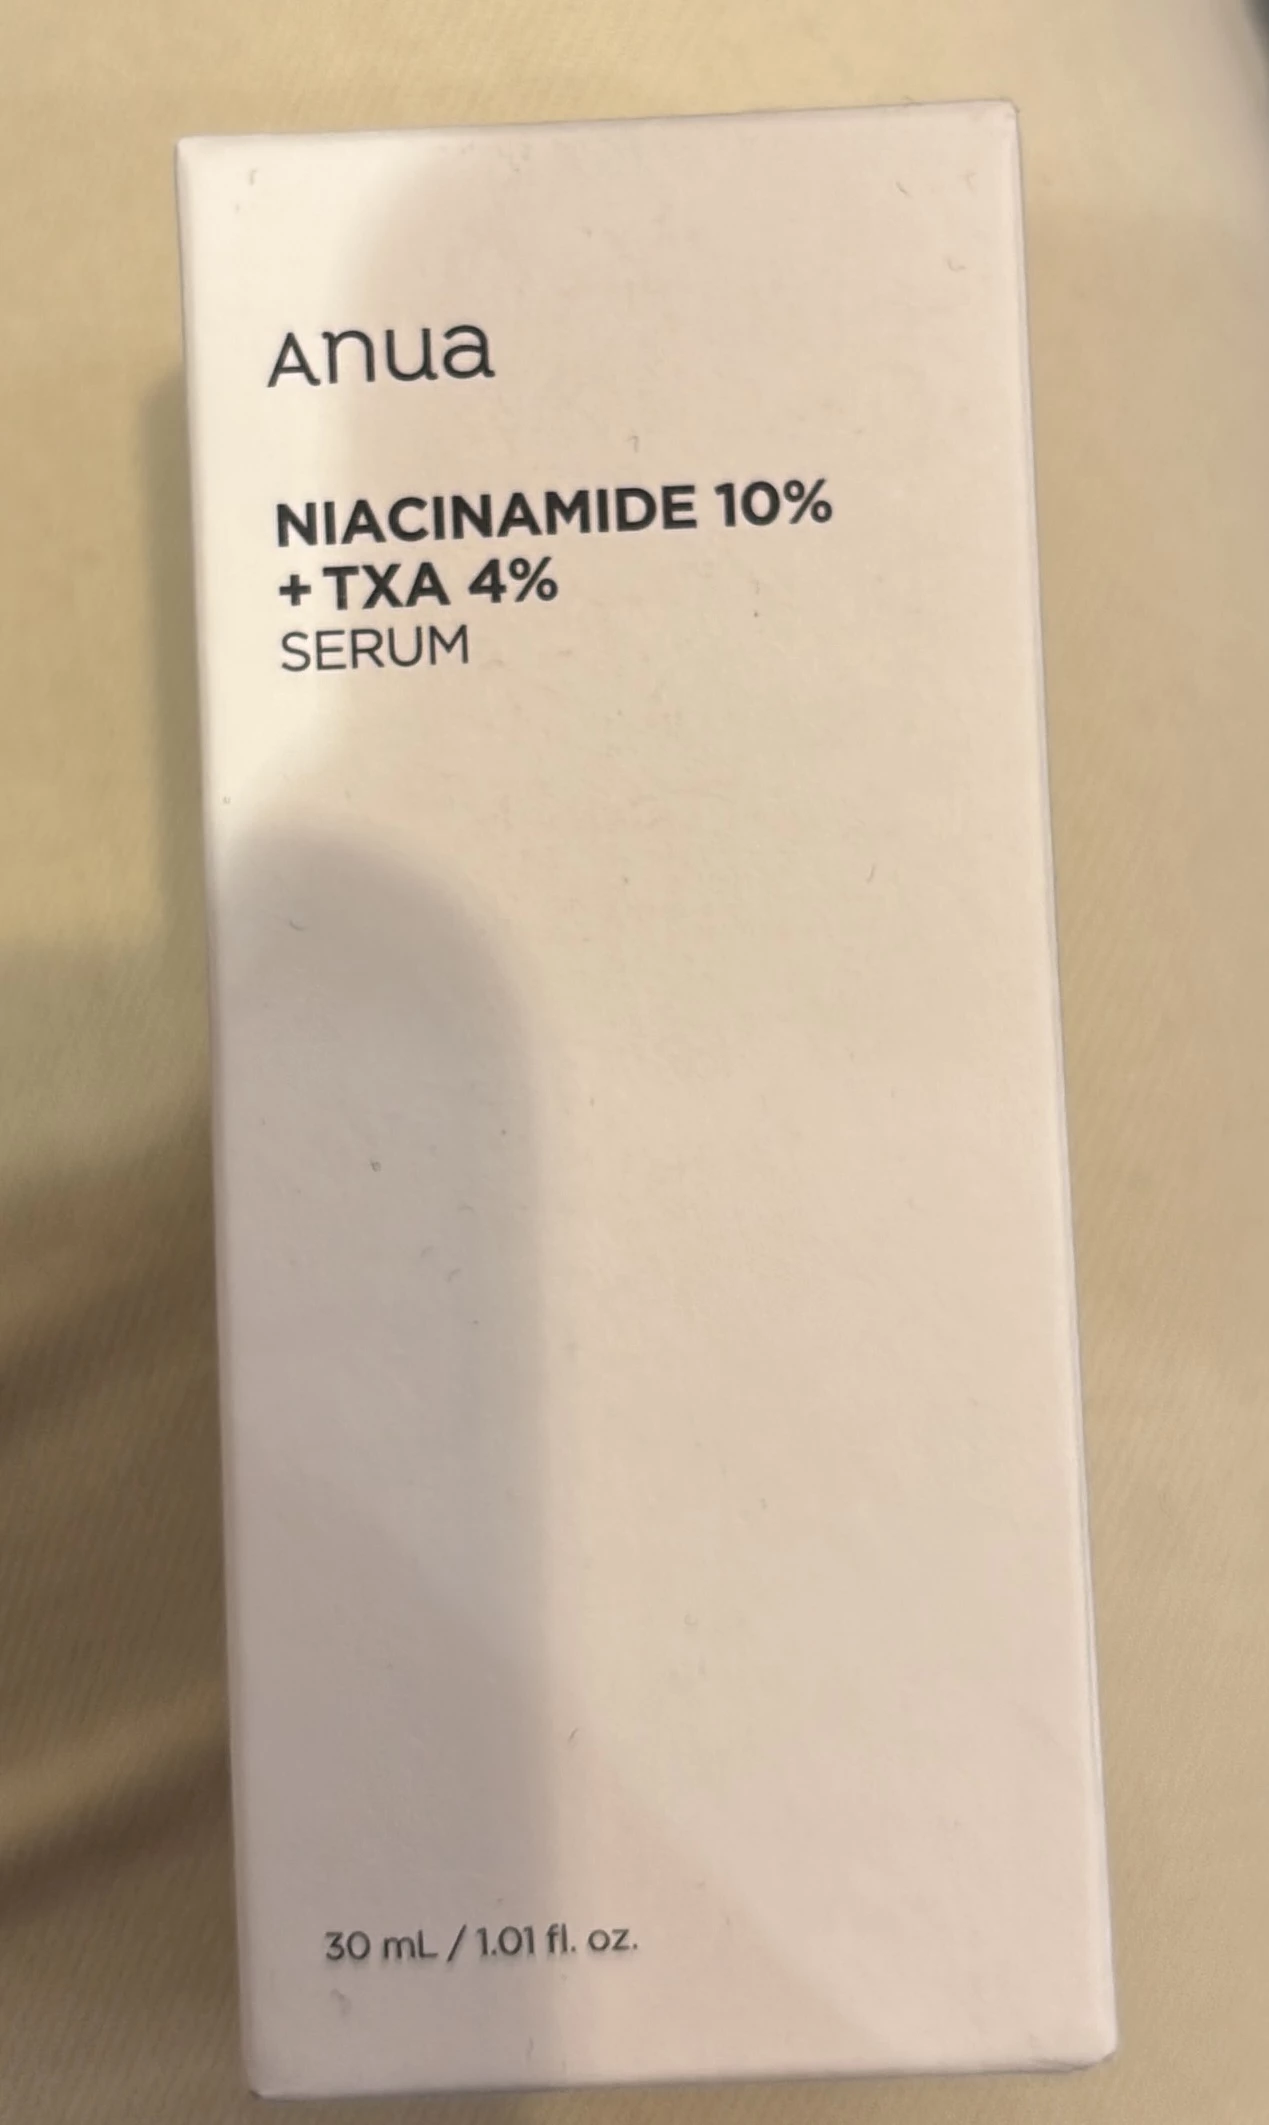 Anua
NIACINAMIDE 10%
+ TXA 4%
SERUM
30 mL / 1.01 fl. oz.